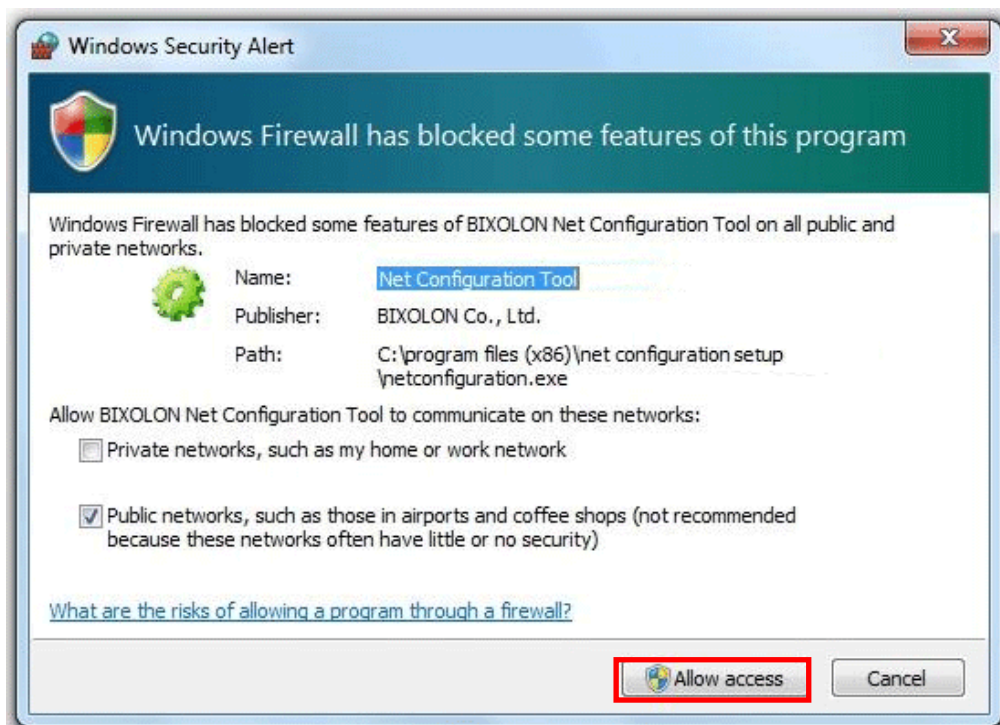 Windows Security Alert
Windows Firewall has blocked some features of this program
Windows Firewall has blocked some features of BIXOLON Net Configuration Tool on all public and
private networks.
Name: Net Configuration Tool
Publisher: BIXOLON Co., Ltd.
Path: C:\program files (x86)\net configuration setup
\netconfiguration.exe
Allow BIXOLON Net Configuration Tool to communicate on these networks:
Private networks, such as my home or work network
Public networks, such as those in airports and coffee shops (not recommended
because these networks often have little or no security)
What are the risks of allowing a program through a firewall?
Allow access Cancel